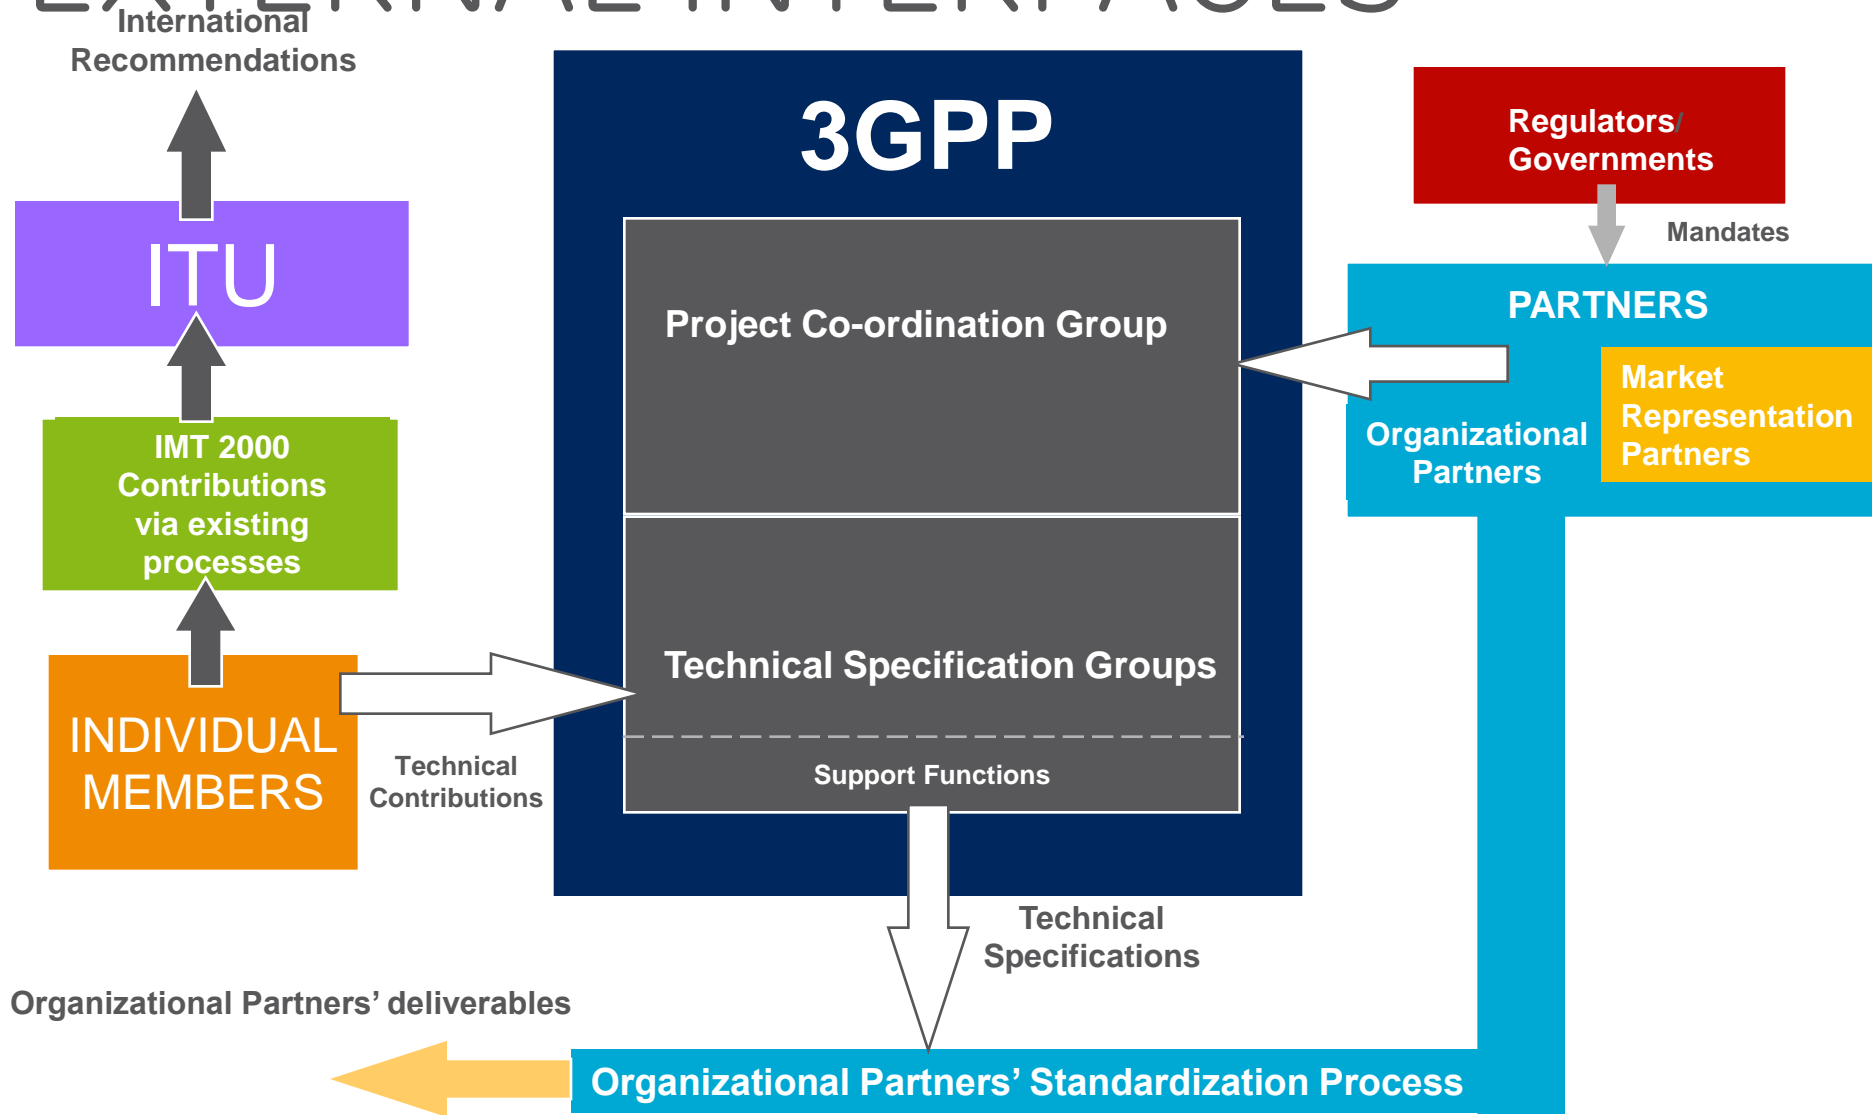 EXTERNAL INTERFACES
International
Recommendations
3GPP
Regulators/
Governments
Mandates
ITU
Project Co-ordination Group
PARTNERS
Market
Representation
Partners
Organizational
Partners
IMT 2000
Contributions
via existing
processes
Technical Specification Groups
INDIVIDUAL
MEMBERS
Technical
Contributions
Support Functions
Technical
Specifications
Organizational Partners’ deliverables
Organizational Partners’ Standardization Process